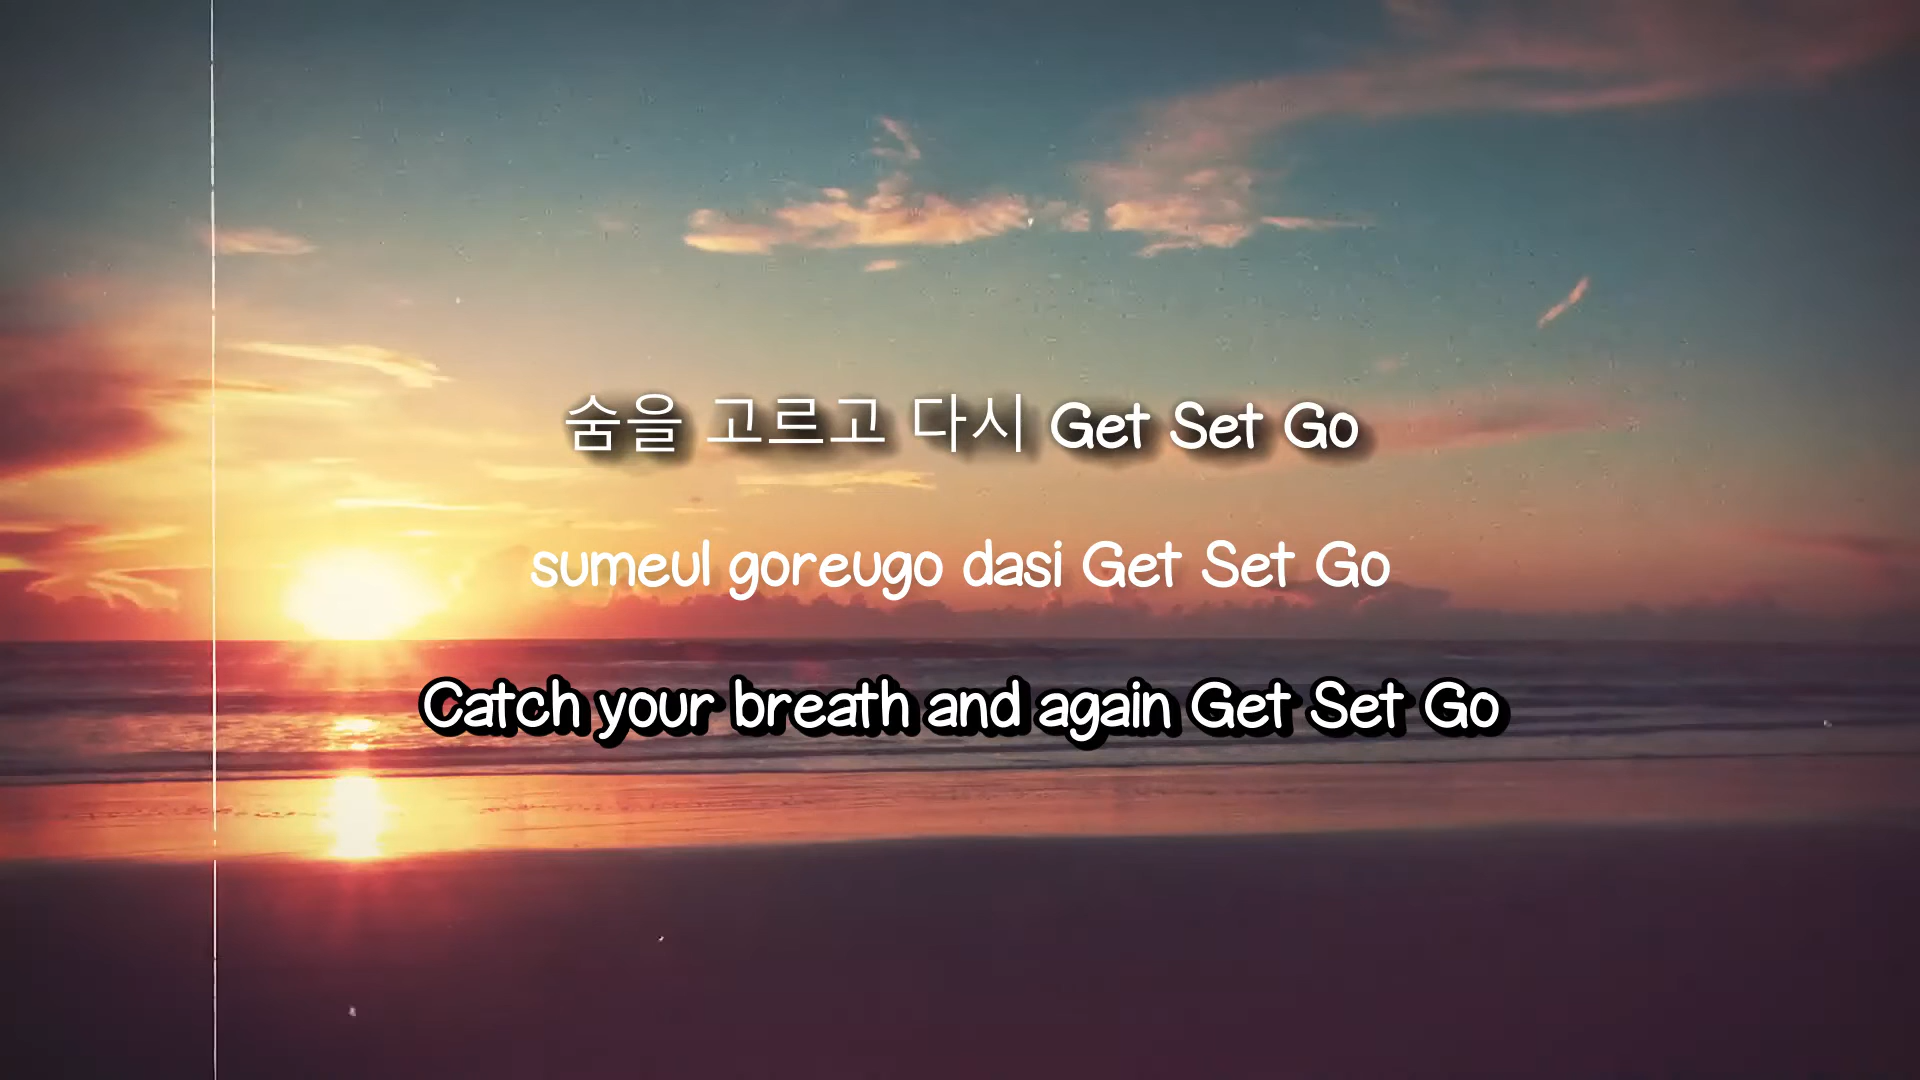 숨을 고르고 다시 Get Set Go
sumeul goreugo dasi Get Set Go
Catch your breath and again Get Set Go